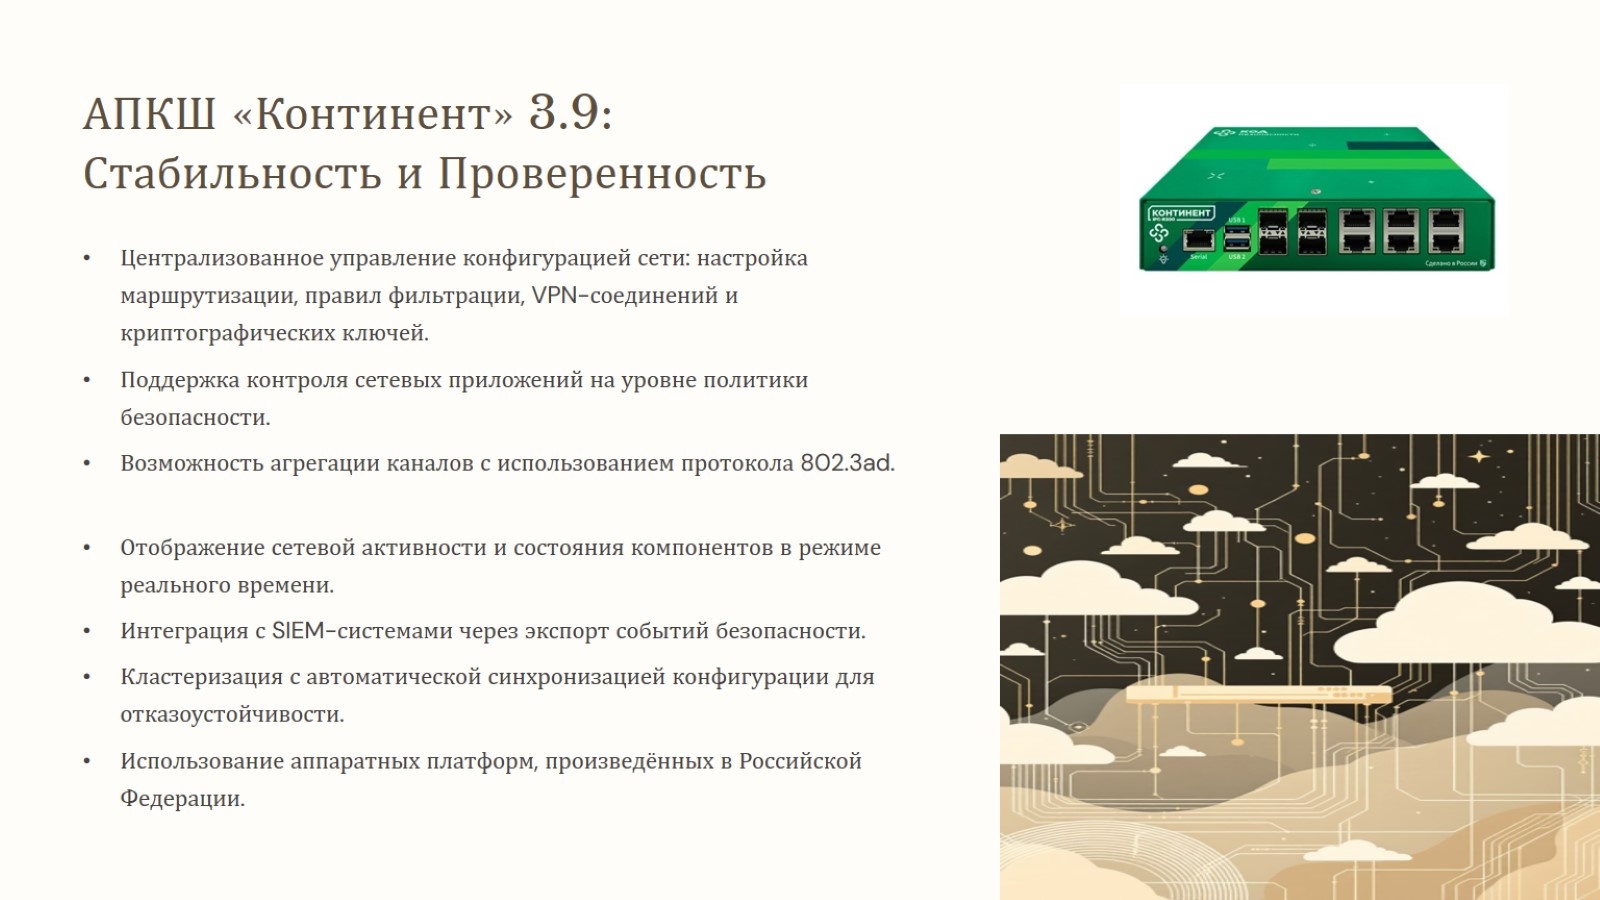 АПКШ «Континент» 3.9:
Стабильность и Проверенность
• Централизованное управление конфигурацией сети: настройка
маршрутизации, правил фильтрации, VPN-соединений и
криптографических ключей.
• Поддержка контроля сетевых приложений на уровне политики
безопасности.
• Возможность агрегации каналов с использованием протокола 802.3ad.
• Отображение сетевой активности и состояния компонентов в режиме
реального времени.
• Интеграция с SIEM-системами через экспорт событий безопасности.
• Кластеризация с автоматической синхронизацией конфигурации для
отказоустойчивости.
• Использование аппаратных платформ, произведённых в Российской
Федерации.
КОД
КОНТИНЕНТ
USB 1
Serial
USB 2
Сделано в России